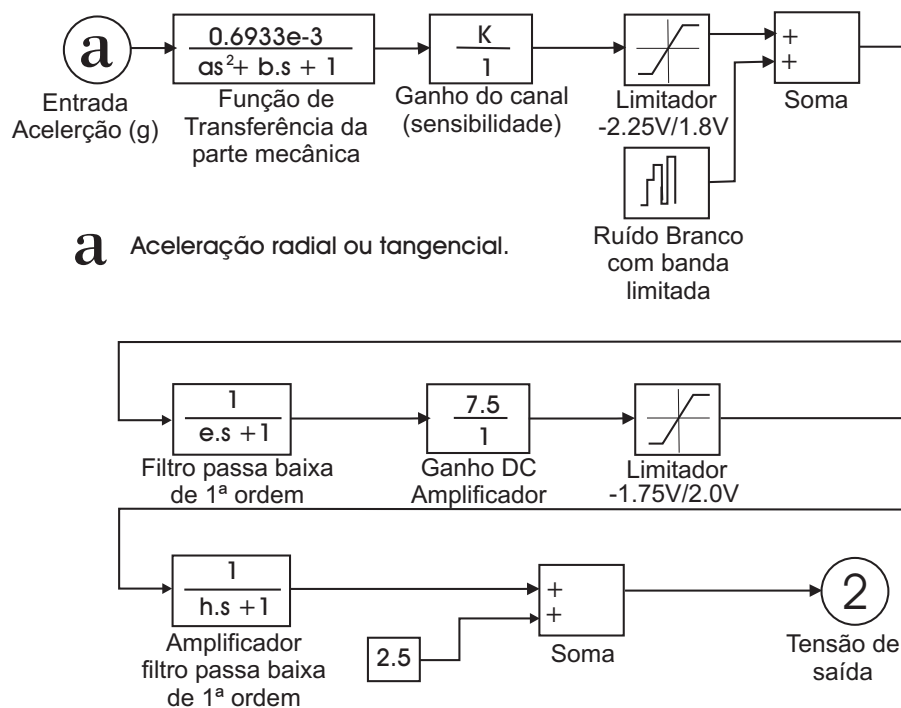 a
Entrada
Acelerção (g)
0.6933e-3
as²+ b.s + 1
Função de
Transferência da
parte mecânica
K
1
Ganho do canal
(sensibilidade)
Limitador
-2.25V/1.8V
+
+
Soma
Ruído Branco
com banda
limitada
a Aceleração radial ou tangencial.
1
e.s +1
Filtro passa baixa
de 1ª ordem
7.5
1
Ganho DC
Amplificador
Limitador
-1.75V/2.0V
1
h.s +1
Amplificador
filtro passa baixa
de 1ª ordem
2.5
+
+
Soma
2
Tensão de
saída